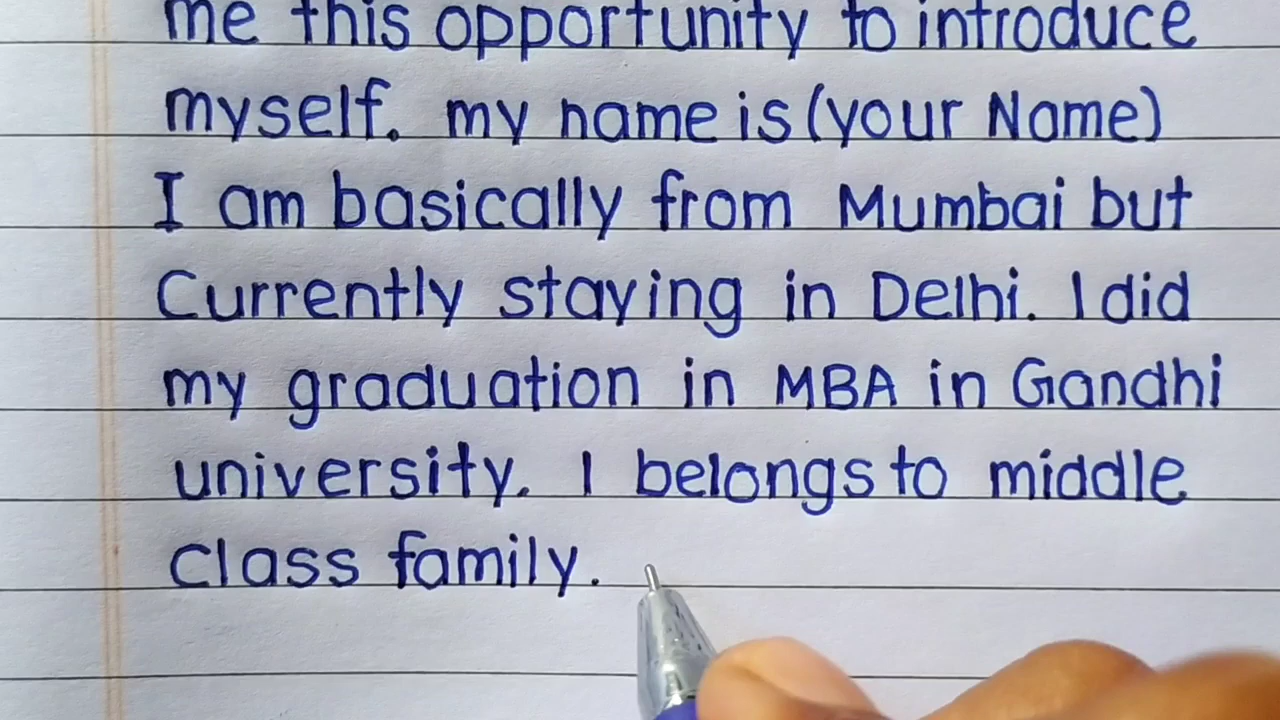 me this opportunity to introduce
myself. my name is (your Name)
I am basically from Mumbai but
Currently staying in Delhi. I did
my graduation in MBA in Gandhi
university. I belongs to middle
class family.